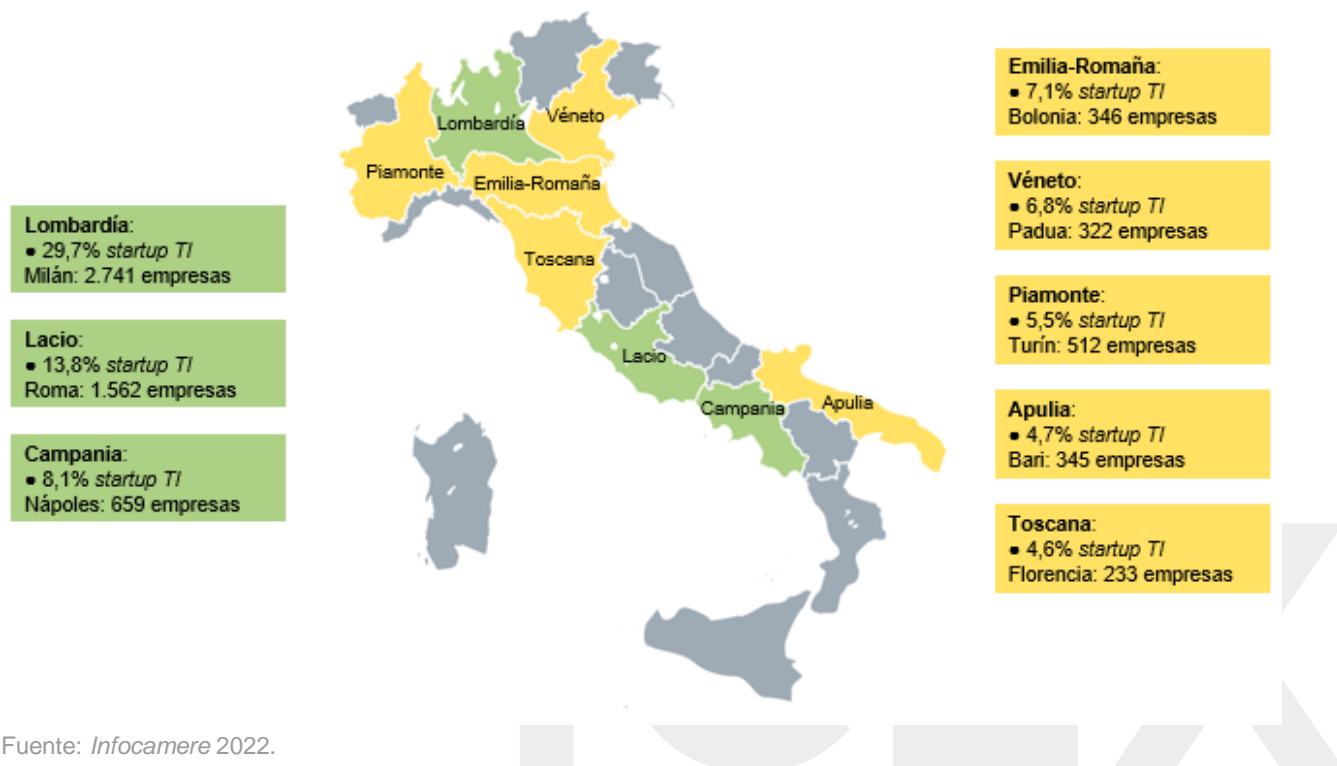 Lombardía:
● 29,7% startup TI
Milán: 2.741 empresas
Lacio:
● 13,8% startup TI
Roma: 1.562 empresas
Campania:
● 8,1% startup TI
Nápoles: 659 empresas
Lombardía
Véneto
Piamonte
Emilia-Romaña
Toscana
Lacio
Campania
Apulia
Emilia-Romaña:
● 7,1% startup TI
Bolonia: 346 empresas
Véneto:
● 6,8% startup TI
Padua: 322 empresas
Piamonte:
● 5,5% startup TI
Turín: 512 empresas
Apulia:
● 4,7% startup TI
Bari: 345 empresas
Toscana:
● 4,6% startup TI
Florencia: 233 empresas
Fuente: Infocamere 2022.